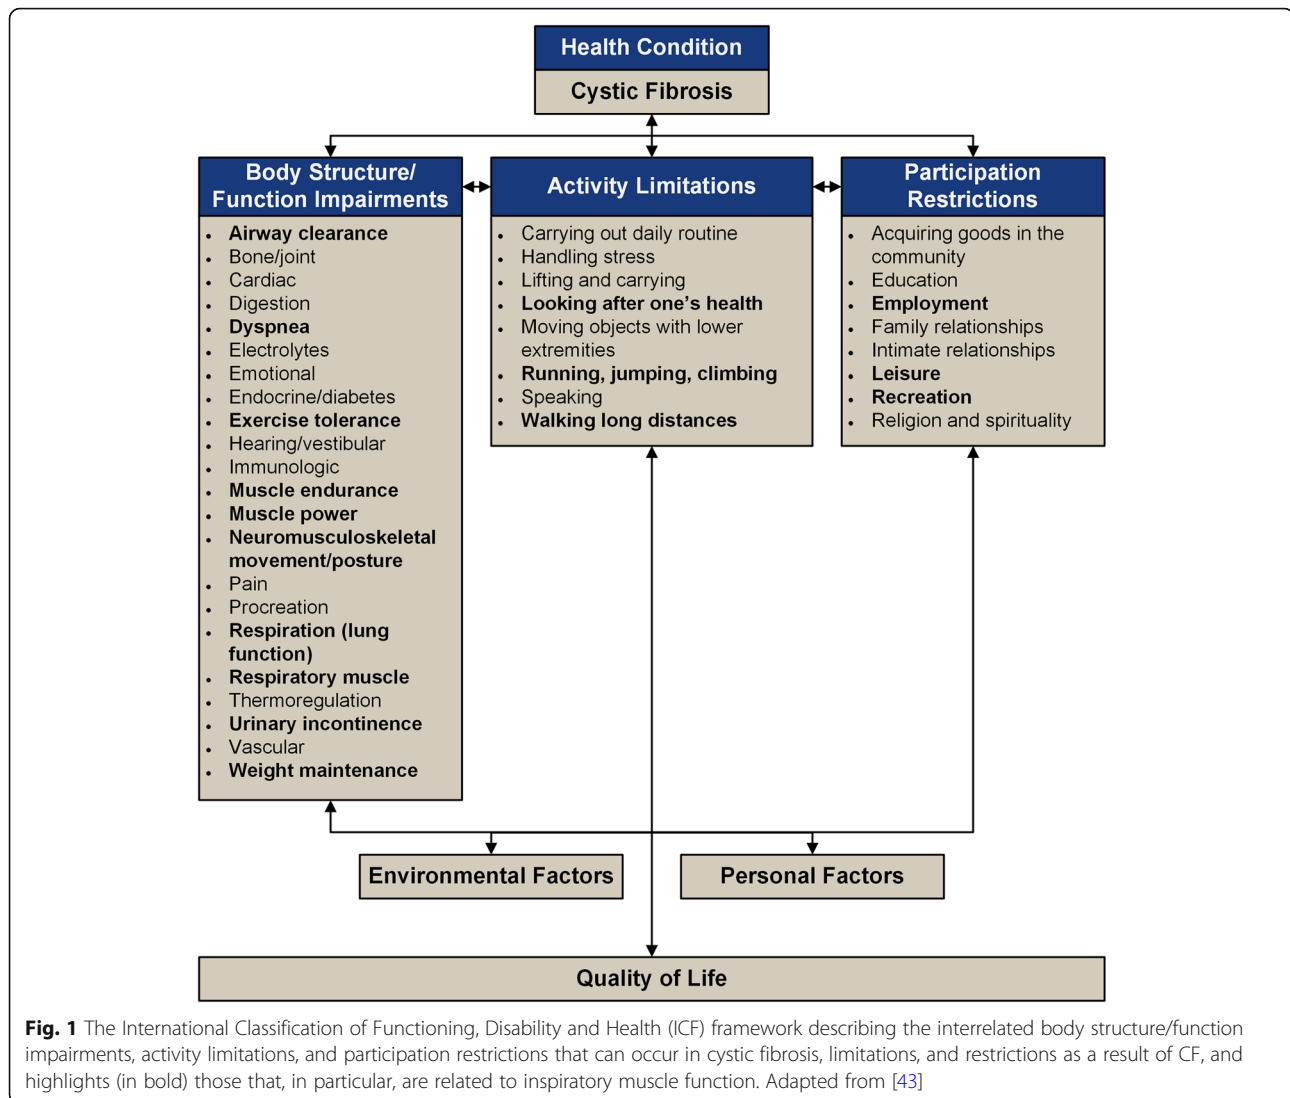 Health Condition
Cystic Fibrosis
Body Structure/
Function Impairments
• Airway clearance
• Bone/joint
• Cardiac
• Digestion
• Dyspnea
• Electrolytes
• Emotional
• Endocrine/diabetes
• Exercise tolerance
• Hearing/vestibular
• Immunologic
• Muscle endurance
• Muscle power
• Neuromusculoskeletal
movement/posture
• Pain
• Procreation
• Respiration (lung
function)
• Respiratory muscle
• Thermoregulation
• Urinary incontinence
• Vascular
• Weight maintenance
Activity Limitations
• Carrying out daily routine
• Handling stress
• Lifting and carrying
• Looking after one’s health
• Moving objects with lower
extremities
• Running, jumping, climbing
• Speaking
• Walking long distances
Participation
Restrictions
• Acquiring goods in the
community
• Education
• Employment
• Family relationships
• Intimate relationships
• Leisure
• Recreation
• Religion and spirituality
Environmental Factors
Personal Factors
Quality of Life
Fig. 1 The International Classification of Functioning, Disability and Health (ICF) framework describing the interrelated body structure/function
impairments, activity limitations, and participation restrictions that can occur in cystic fibrosis, limitations, and restrictions as a result of CF, and
highlights (in bold) those that, in particular, are related to inspiratory muscle function. Adapted from [43]